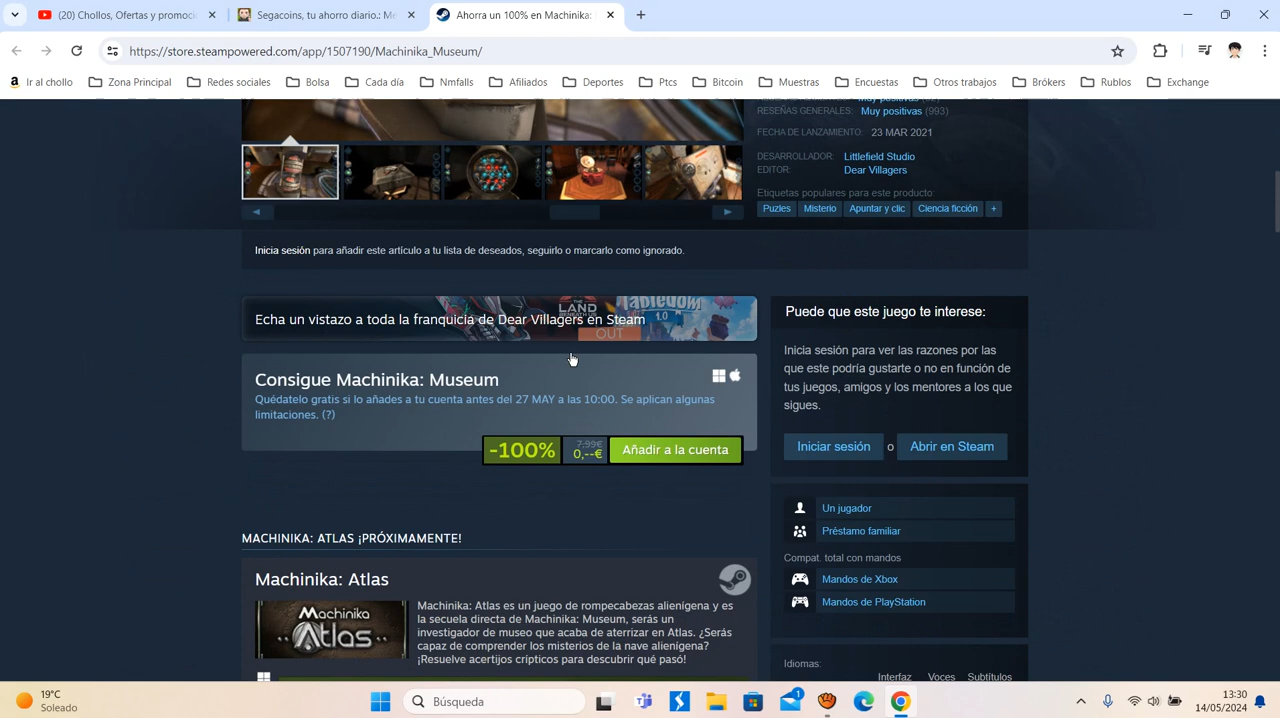 (20) Chollos, Ofertas y promoci
Segacoins, tu ahorro diario.: Me
Ahorra un 100% en Machinika:
https://store.steampowered.com/app/1507190/Machinika_Museum/
Ir al chollo
Zona Principal
Redes sociales
Bolsa
Cada día
Nmfalls
Afiliados
Deportes
Ptcs
Bitcoin
Muestras
Encuestas
Otros trabajos
Brókers
Rublos
Exchange
RESEÑAS GENERALES: Muy positivas (993)
FECHA DE LANZAMIENTO: 23 MAR 2021
DESARROLLADOR: Littlefield Studio
EDITOR: Dear Villagers
Etiquetas populares para este producto:
Puzles Misterio Apuntar y clic Ciencia ficción +
Inicia sesión para añadir este artículo a tu lista de deseados, seguirlo o marcarlo como ignorado.
THE LAND BENEATH US
1.0
OUT
Echa un vistazo a toda la franquicia de Dear Villagers en Steam
Consigue Machinika: Museum
Quédatelo gratis si lo añades a tu cuenta antes del 27 MAY a las 10:00. Se aplican algunas
limitaciones. (?)
-100%
7,99€
0,--€
Añadir a la cuenta
MACHINIKA: ATLAS ¡PRÓXIMAMENTE!
Machinika: Atlas
Machinika
Atlas
Machinika: Atlas es un juego de rompecabezas alienígena y es
la secuela directa de Machinika: Museum, serás un
investigador de museo que acaba de aterrizar en Atlas. ¿Serás
capaz de comprender los misterios de la nave alienígena?
¡Resuelve acertijos crípticos para descubrir qué pasó!
Puede que este juego te interese:
Inicia sesión para ver las razones por las
que este podría gustarte o no en función de
tus juegos, amigos y los mentores a los que
sigues.
Iniciar sesión o Abrir en Steam
Un jugador
Préstamo familiar
Compat. total con mandos
Mandos de Xbox
Mandos de PlayStation
Idiomas:
Interfaz Voces Subtítulos
19°C
Soleado
Búsqueda
1
13:30
14/05/2024